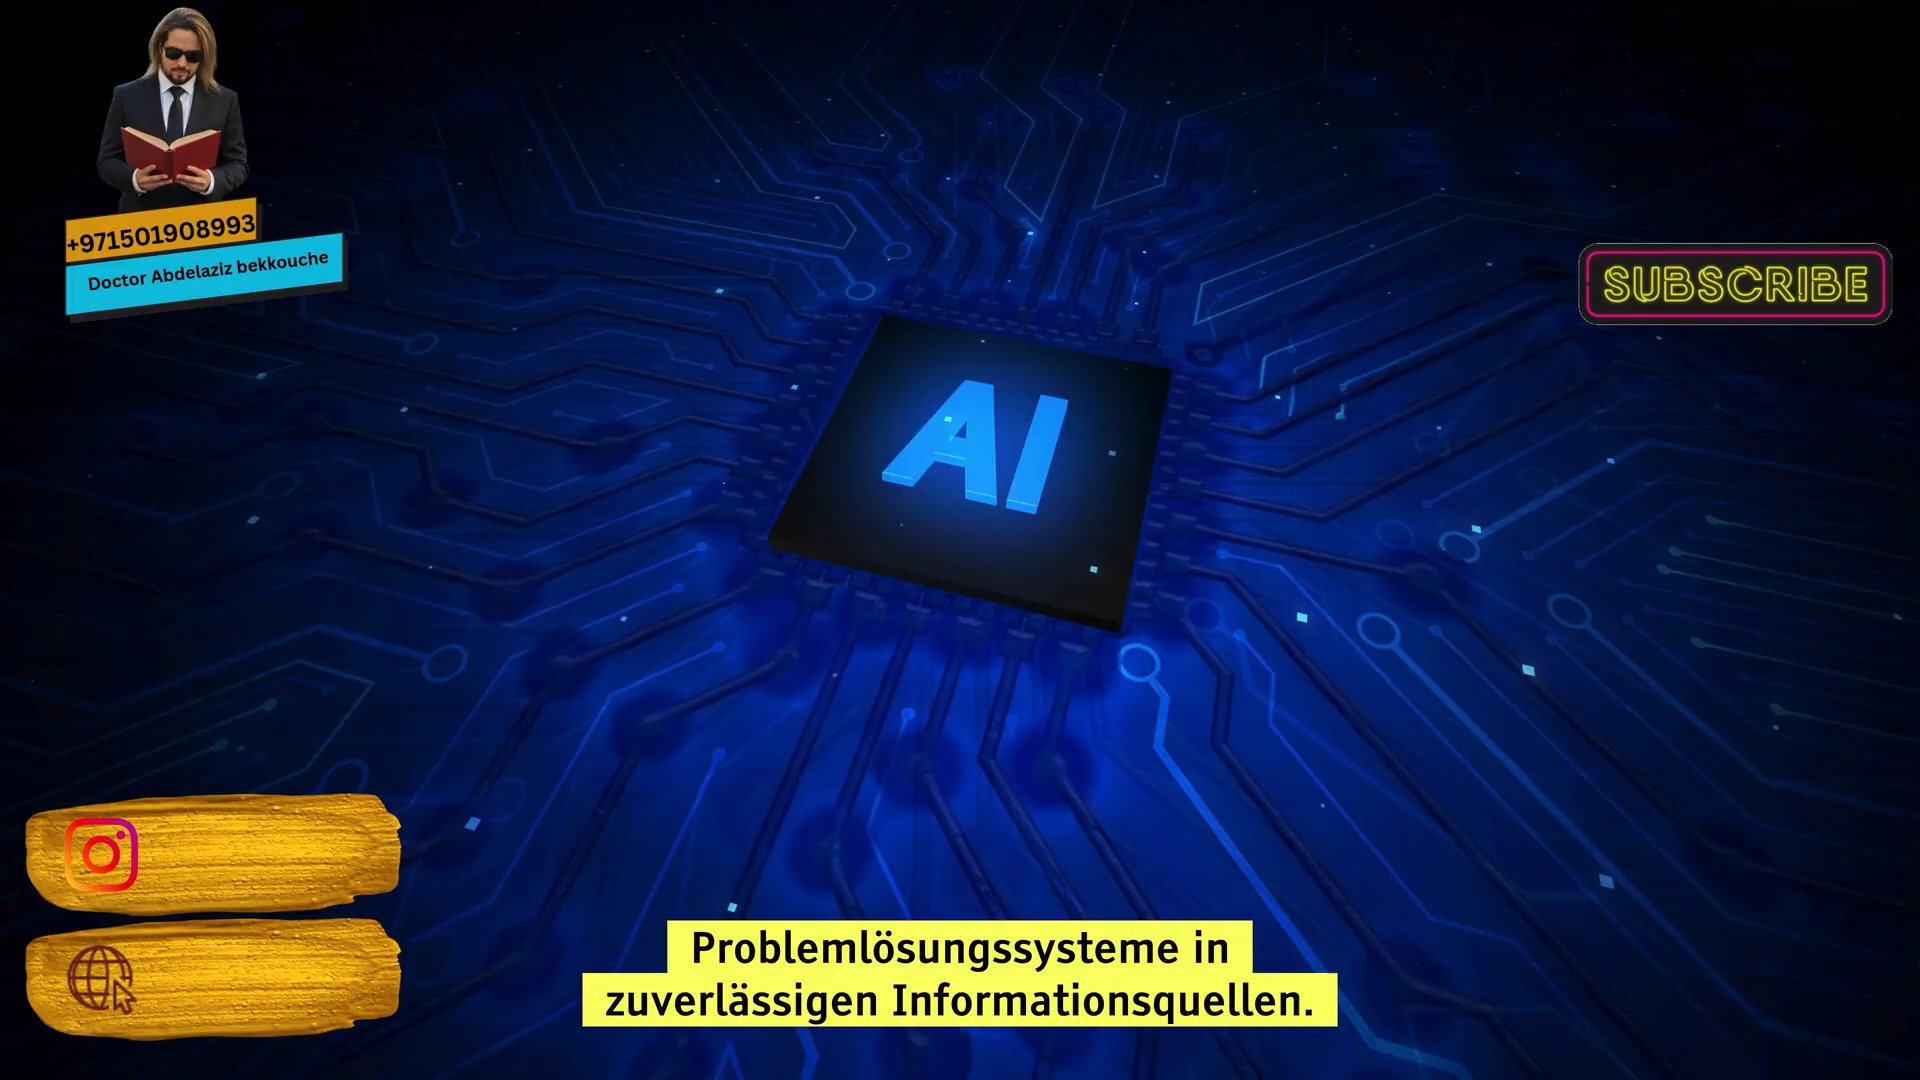 +971501908993
Doctor Abdelaziz bekkouche
SUBSCRIBE
AI
Problemlösungssysteme in
zuverlässigen Informationsquellen.